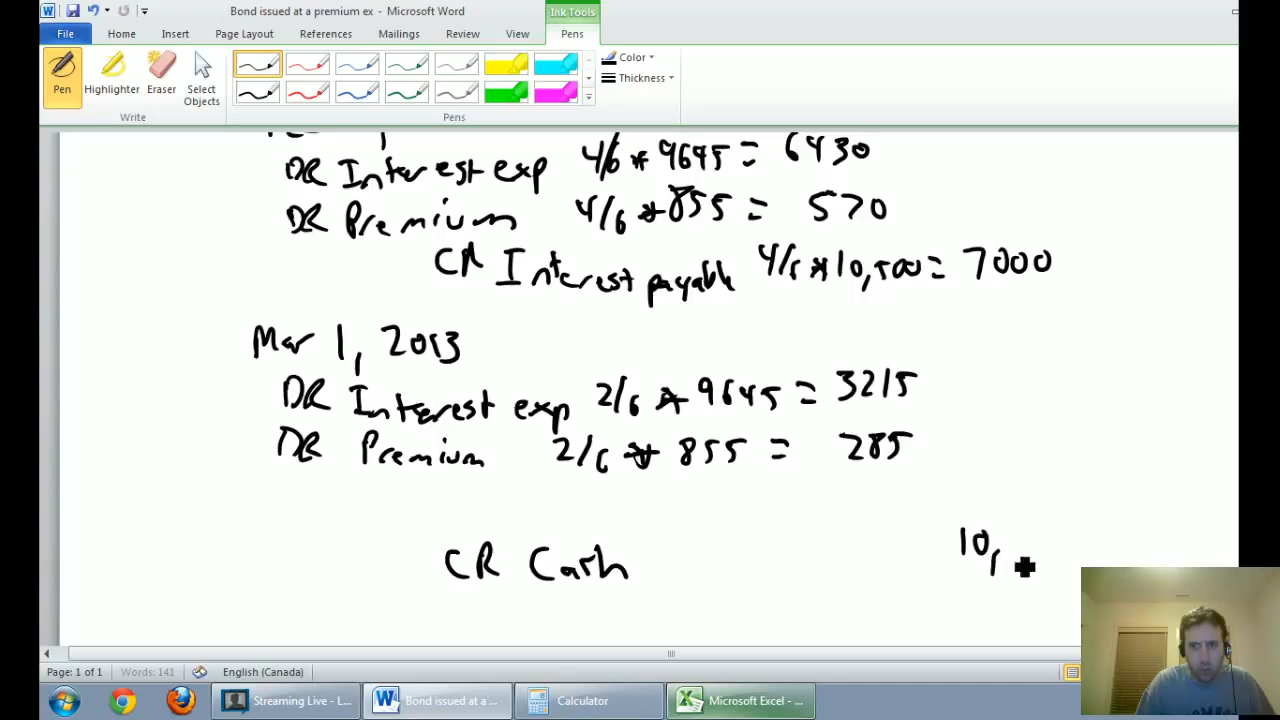 Bond issued at a premium ex - Microsoft Word
Ink Tools
File Home Insert Page Layout References Mailings Review View Pens
Pen Highlighter Eraser Select Objects
Color
Thickness
Write Pens
DR Interest exp 4/6 * 9645 = 6430
DR Premium 4/6 * 855 = 570
CR Interest payable 4/6 * 10,500 = 7000
Mar 1, 2013
DR Interest exp 2/6 * 9645 = 3215
DR Premium 2/6 * 855 = 285
CR Cash 10,
Page: 1 of 1 Words: 141 English (Canada)
Streaming Live - L... Bond issued at a ... Calculator Microsoft Excel - ...